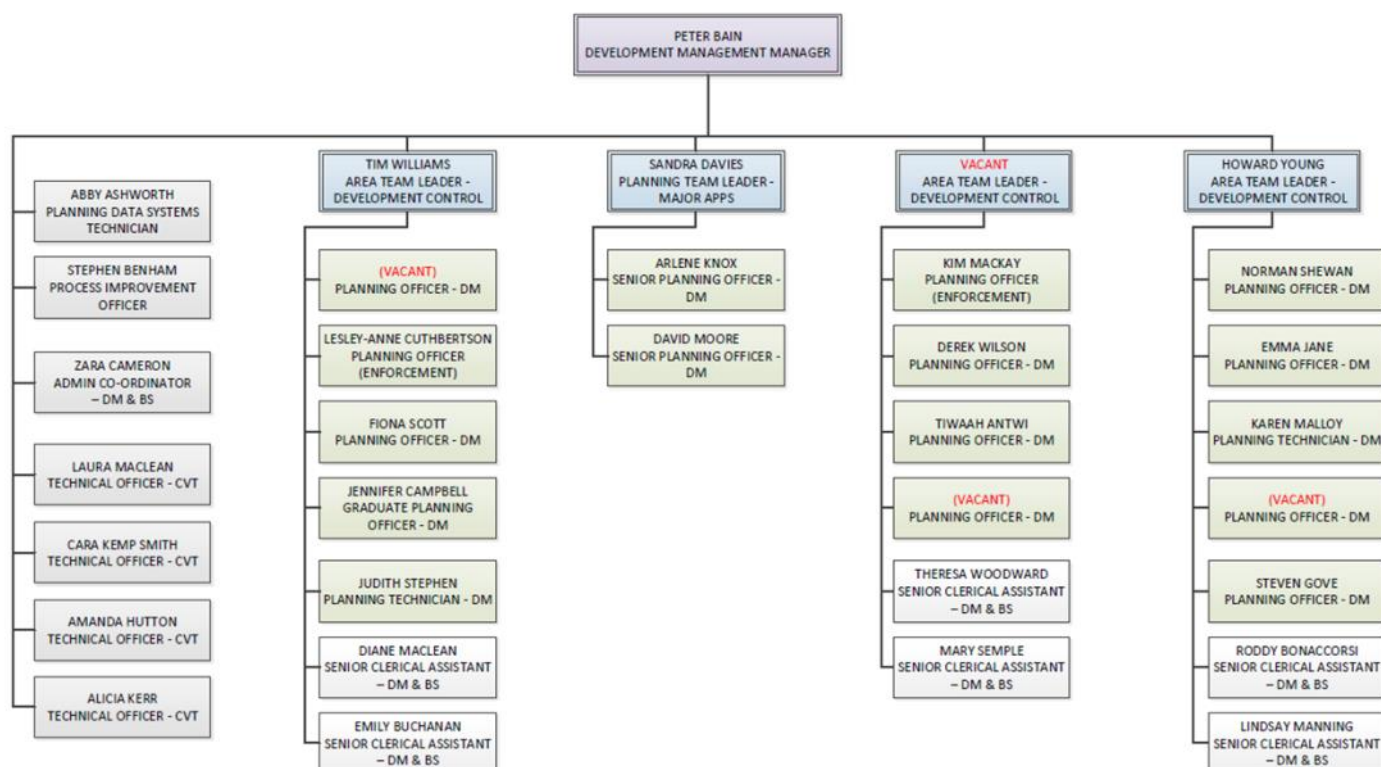 PETER BAIN
DEVELOPMENT MANAGEMENT MANAGER
ABBY ASHWORTH
PLANNING DATA SYSTEMS
TECHNICIAN
STEPHEN BENHAM
PROCESS IMPROVEMENT
OFFICER
ZARA CAMERON
ADMIN CO-ORDINATOR
– DM & BS
LAURA MACLEAN
TECHNICAL OFFICER - CVT
CARA KEMP SMITH
TECHNICAL OFFICER - CVT
AMANDA HUTTON
TECHNICAL OFFICER - CVT
ALICIA KERR
TECHNICAL OFFICER - CVT
TIM WILLIAMS
AREA TEAM LEADER -
DEVELOPMENT CONTROL
(VACANT)
PLANNING OFFICER - DM
LESLEY-ANNE CUTHBERTSON
PLANNING OFFICER
(ENFORCEMENT)
FIONA SCOTT
PLANNING OFFICER - DM
JENNIFER CAMPBELL
GRADUATE PLANNING
OFFICER - DM
JUDITH STEPHEN
PLANNING TECHNICIAN - DM
DIANE MACLEAN
SENIOR CLERICAL ASSISTANT
– DM & BS
EMILY BUCHANAN
SENIOR CLERICAL ASSISTANT
– DM & BS
SANDRA DAVIES
PLANNING TEAM LEADER -
MAJOR APPS
ARLENE KNOX
SENIOR PLANNING OFFICER -
DM
DAVID MOORE
SENIOR PLANNING OFFICER -
DM
VACANT
AREA TEAM LEADER -
DEVELOPMENT CONTROL
KIM MACKAY
PLANNING OFFICER
(ENFORCEMENT)
DEREK WILSON
PLANNING OFFICER - DM
TIWAAH ANTWI
PLANNING OFFICER - DM
(VACANT)
PLANNING OFFICER - DM
THERESA WOODWARD
SENIOR CLERICAL ASSISTANT
– DM & BS
MARY SEMPLE
SENIOR CLERICAL ASSISTANT
– DM & BS
HOWARD YOUNG
AREA TEAM LEADER -
DEVELOPMENT CONTROL
NORMAN SHEWAN
PLANNING OFFICER - DM
EMMA JANE
PLANNING OFFICER - DM
KAREN MALLOY
PLANNING TECHNICIAN - DM
(VACANT)
PLANNING OFFICER - DM
STEVEN GOVE
PLANNING OFFICER - DM
RODDY BONACCORSI
SENIOR CLERICAL ASSISTANT
– DM & BS
LINDSAY MANNING
SENIOR CLERICAL ASSISTANT
– DM & BS